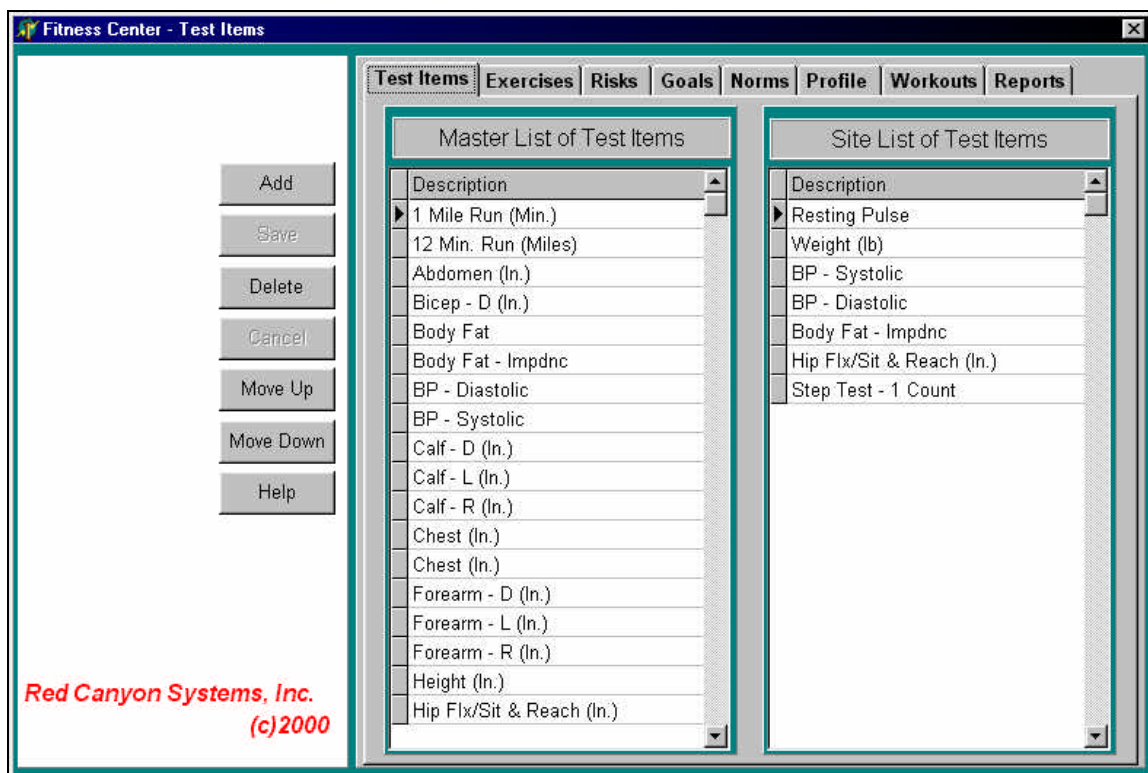 Fitness Center - Test Items
Add
Save
Delete
Cancel
Move Up
Move Down
Help
Red Canyon Systems, Inc.
(c)2000
Test Items Exercises Risks Goals Norms Profile Workouts Reports
Master List of Test Items
Description
1 Mile Run (Min.)
12 Min. Run (Miles)
Abdomen (In.)
Bicep - D (In.)
Body Fat
Body Fat - Impdnc
BP - Diastolic
BP - Systolic
Calf - D (In.)
Calf - L (In.)
Calf - R (In.)
Chest (In.)
Chest (In.)
Forearm - D (In.)
Forearm - L (In.)
Forearm - R (In.)
Height (In.)
Hip Flx/Sit & Reach (In.)
Site List of Test Items
Description
Resting Pulse
Weight (lb)
BP - Systolic
BP - Diastolic
Body Fat - Impdnc
Hip Flx/Sit & Reach (In.)
Step Test - 1 Count